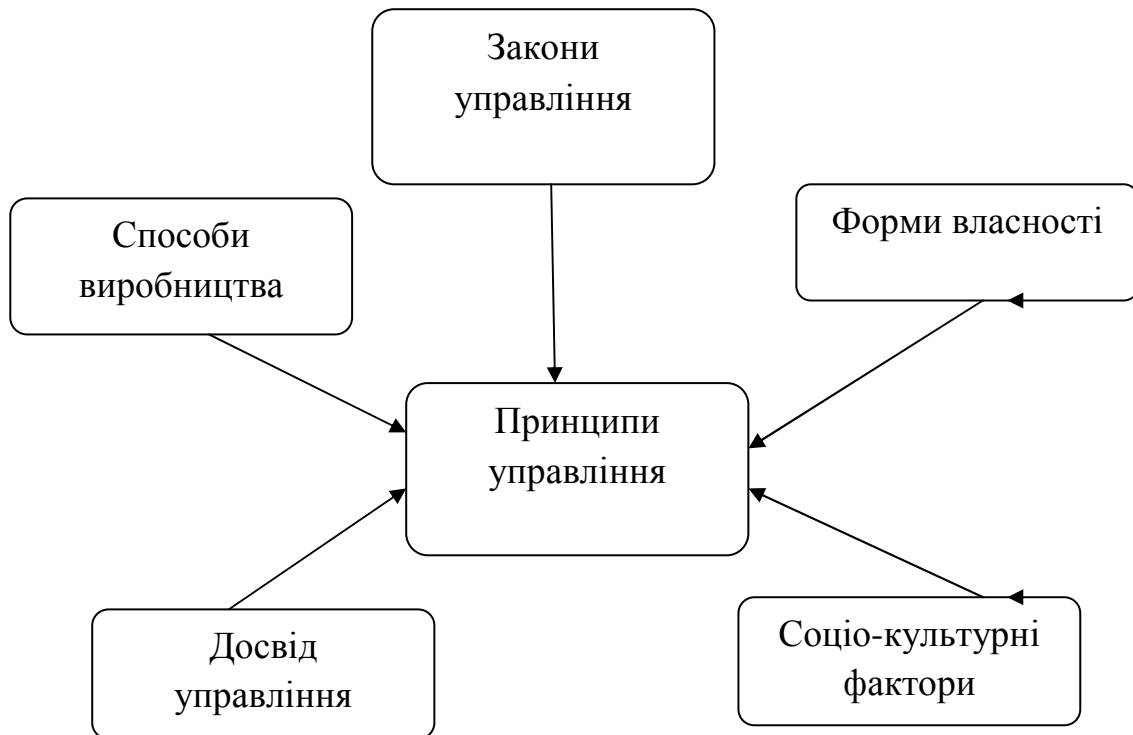 Закони
управління
Способи
виробництва
Форми власності
Принципи
управління
Досвід
управління
Соціо-культурні
фактори